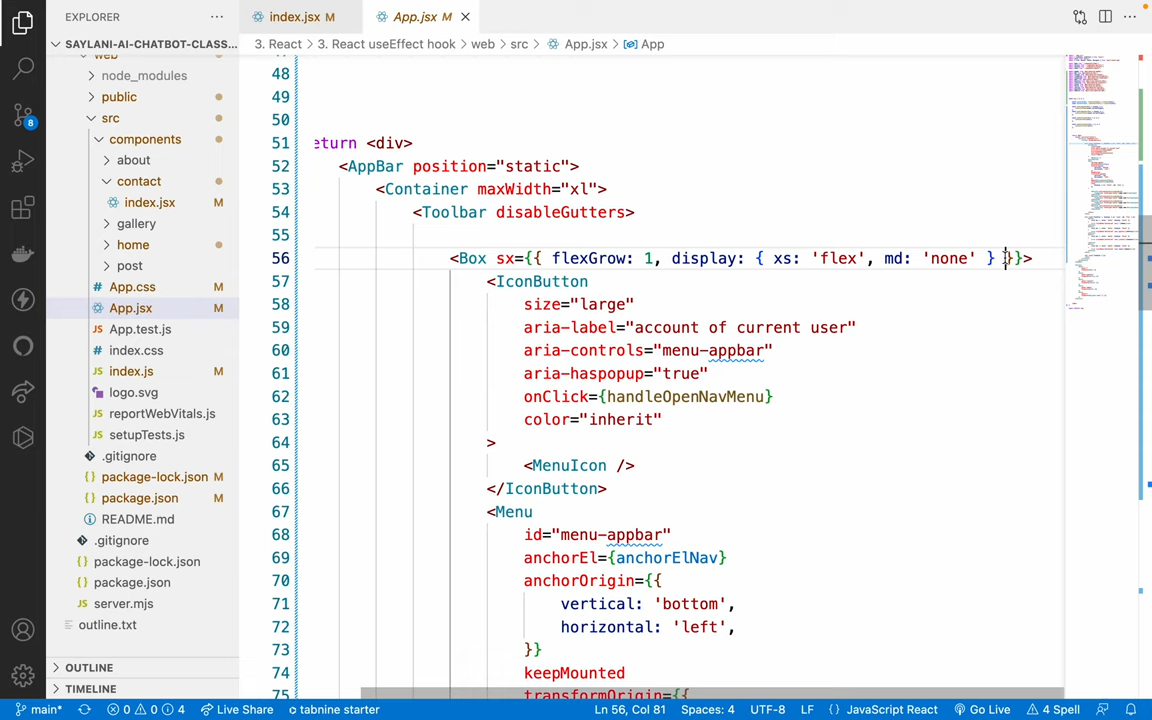 EXPLORER
index.jsx M
App.jsx M
SAYLANI-AI-CHATBOT-CLASS...
3. React > 3. React useEffect hook > web > src > App.jsx > App
web
node_modules
public
src
components
about
contact
index.jsx M
gallery
home
post
App.css M
App.jsx M
App.test.js
index.css
index.js M
logo.svg
reportWebVitals.js
setupTests.js
.gitignore
package-lock.json M
package.json M
README.md
.gitignore
package-lock.json
package.json
server.mjs
outline.txt
OUTLINE
TIMELINE
8
48
49
50
51 eturn <div>
52 <AppBar position="static">
53 <Container maxWidth="xl">
54 <Toolbar disableGutters>
55
56 <Box sx={{ flexGrow: 1, display: { xs: 'flex', md: 'none' } }}>
57 <IconButton
58 size="large"
59 aria-label="account of current user"
60 aria-controls="menu-appbar"
61 aria-haspopup="true"
62 onClick={handleOpenNavMenu}
63 color="inherit"
64 >
65 <MenuIcon />
66 </IconButton>
67 <Menu
68 id="menu-appbar"
69 anchorEl={anchorElNav}
70 anchorOrigin={{
71 vertical: 'bottom',
72 horizontal: 'left',
73 }}
74 keepMounted
75 transformOrigin={{
main* 0 0 4 Live Share tabnine starter Ln 56, Col 81 Spaces: 4 UTF-8 LF {} JavaScript React Go Live 4 Spell